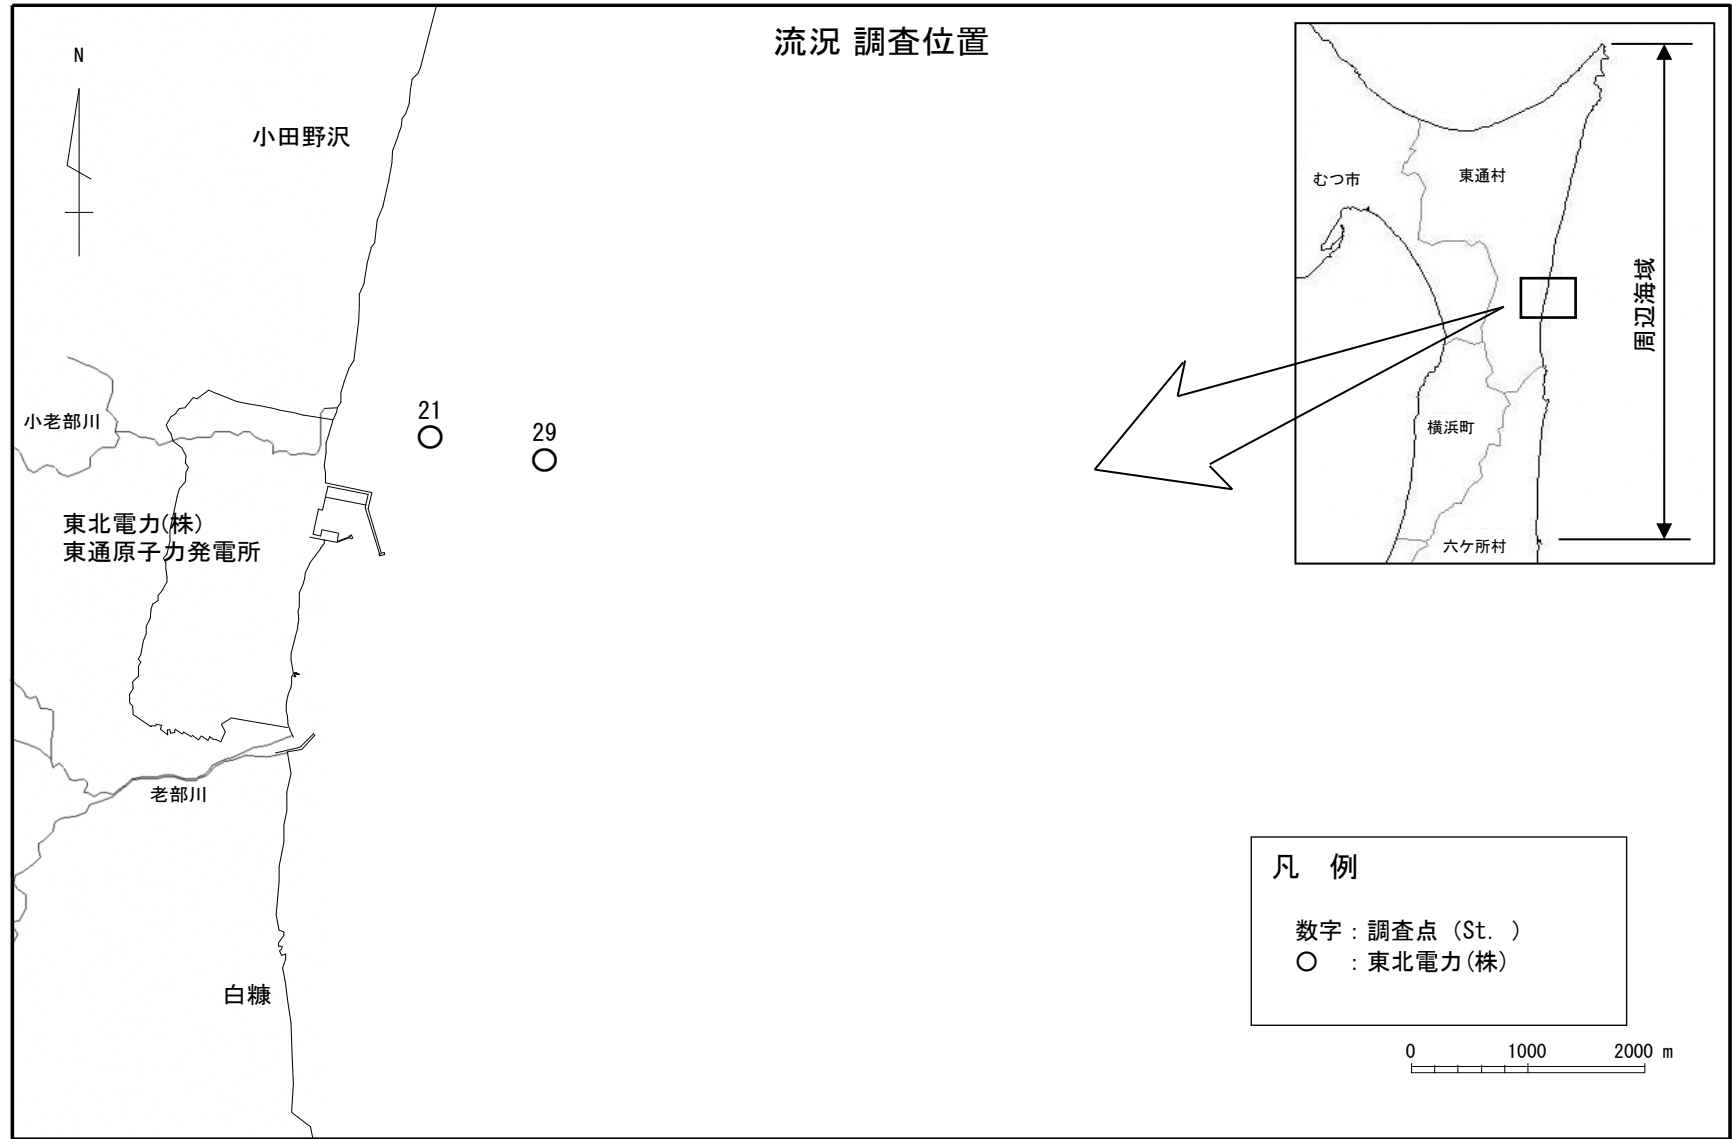 流況 調査位置
N
小田野沢
小老部川
21
29
東北電力(株)
東通原子力発電所
老部川
白糠
むつ市
東通村
周辺海域
横浜町
六ケ所村
凡 例
数字：調査点（St. ）
○ ：東北電力(株)
0 1000 2000 m